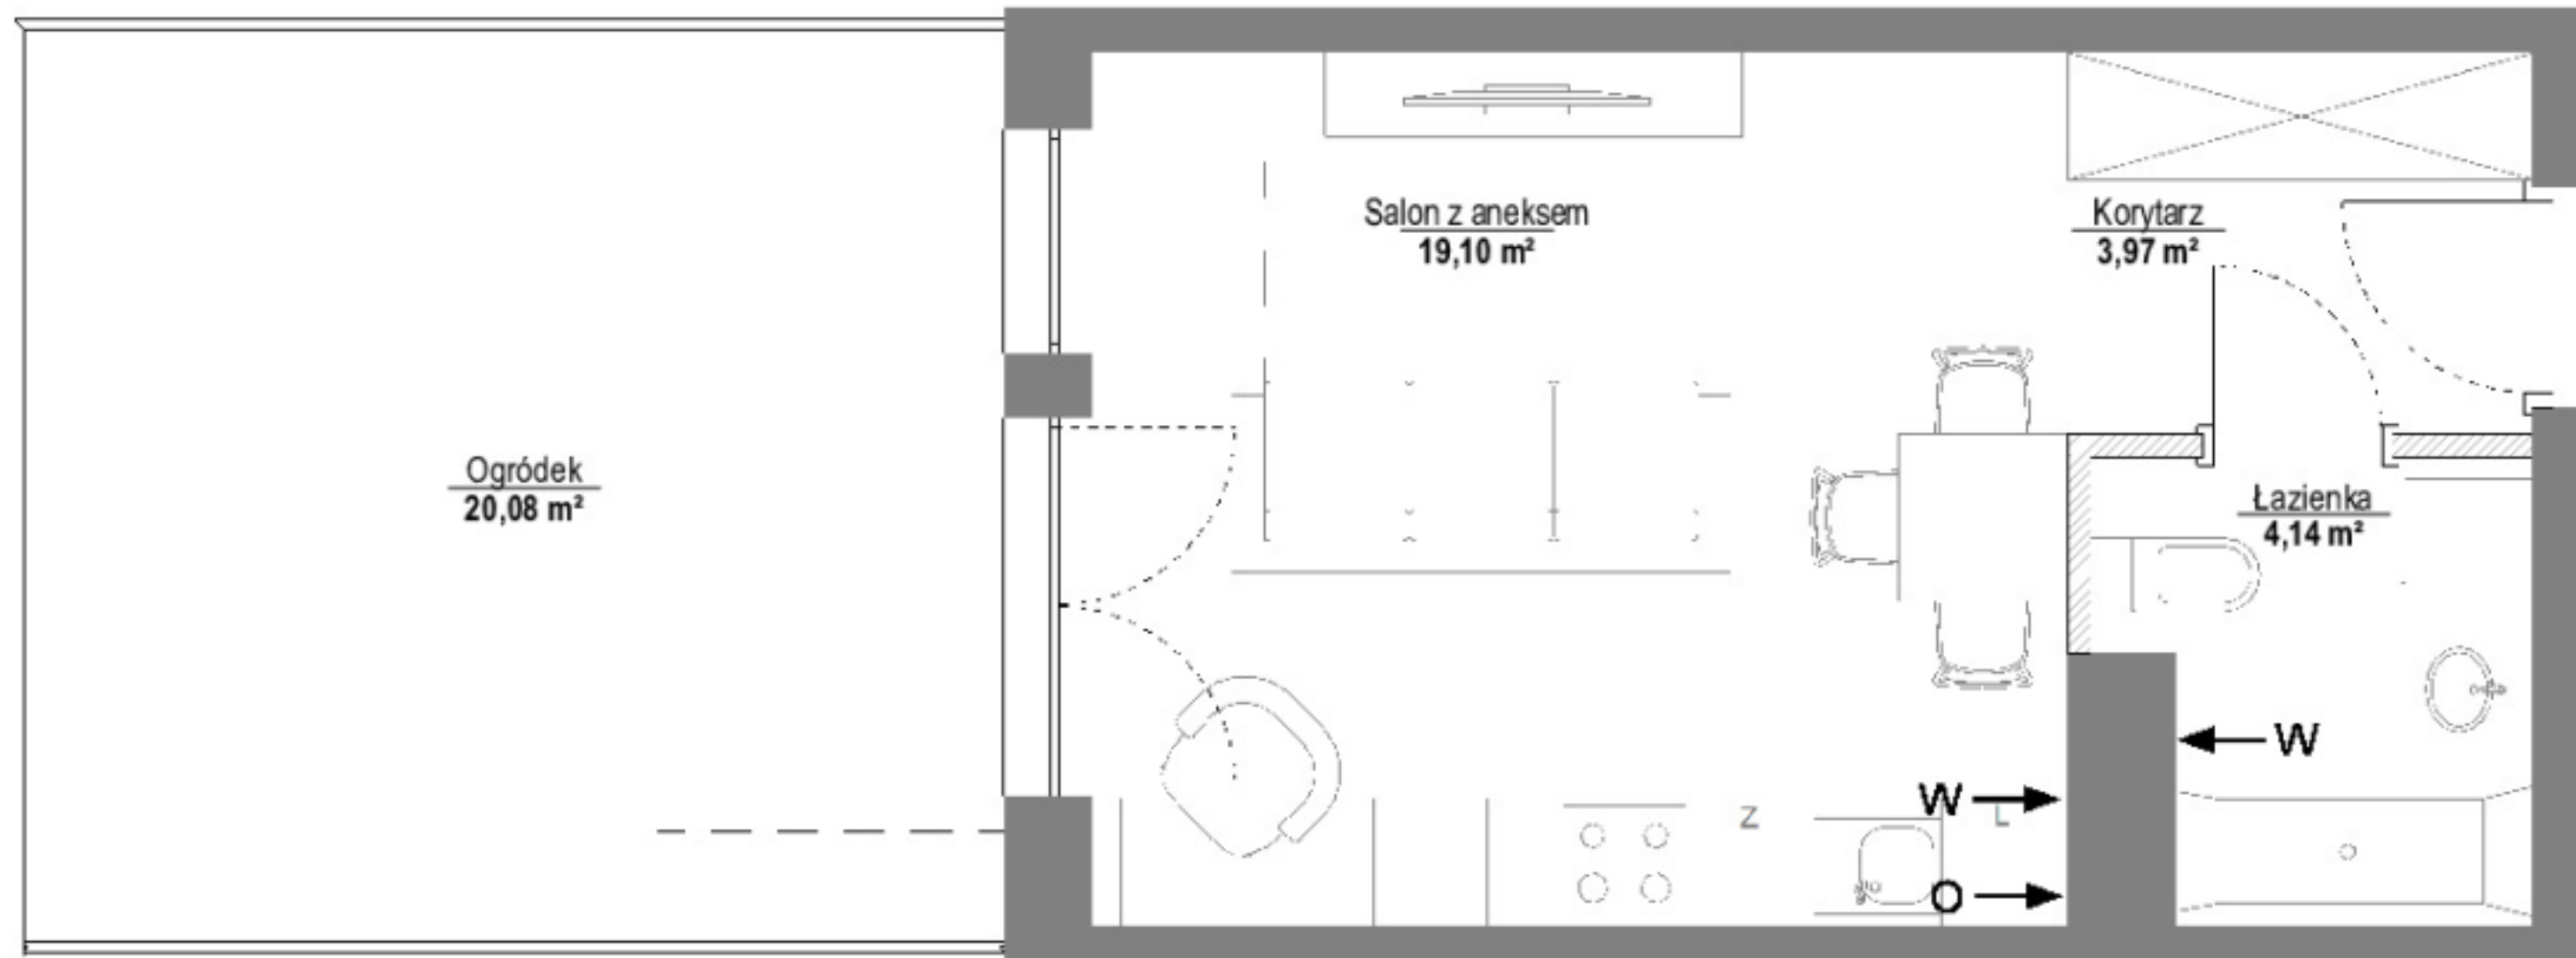 Salon z aneksem
19,10 m²
Korytarz
3,97 m²
Ogródek
20,08 m²
Łazienka
4,14 m²
W
W
L
Z
O